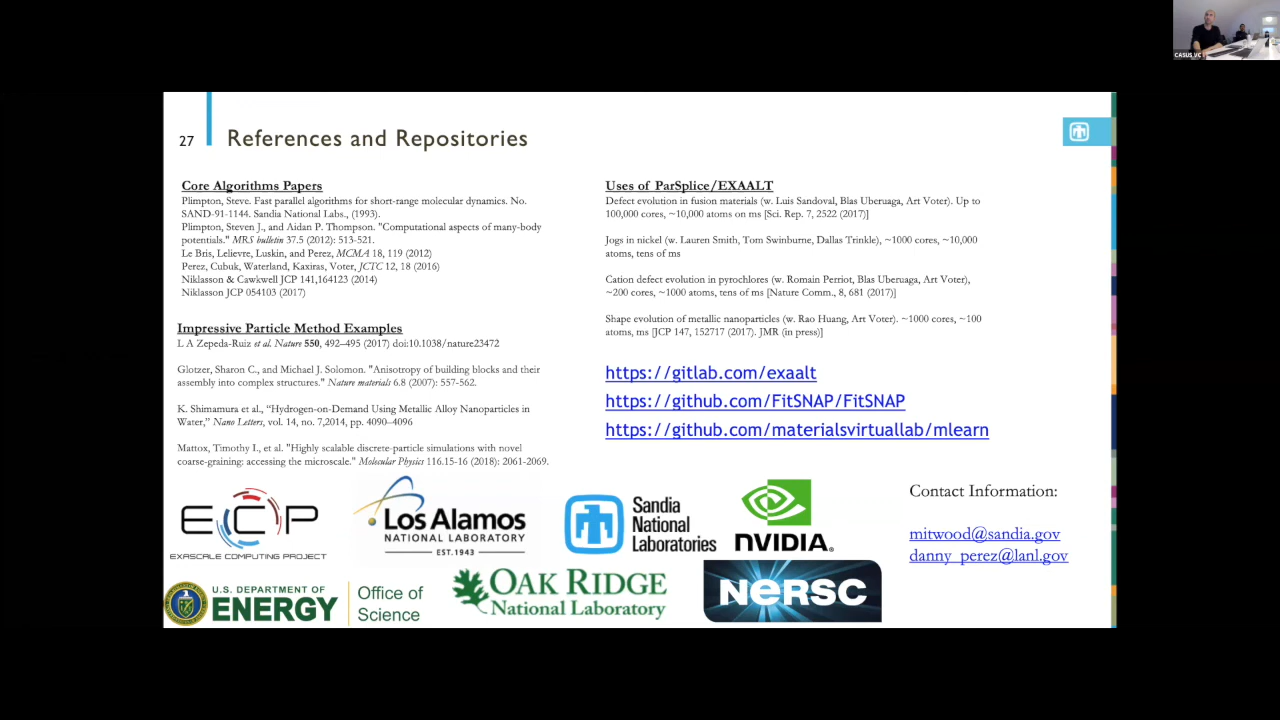 CASUS VC
27
References and Repositories
Core Algorithms Papers
Plimpton, Steve. Fast parallel algorithms for short-range molecular dynamics. No.
SAND-91-1144. Sandia National Labs., (1993).
Plimpton, Steven J., and Aidan P. Thompson. "Computational aspects of many-body
potentials." MRS bulletin 37.5 (2012): 513-521.
Le Bris, Lelievre, Luskin, and Perez, MCMA 18, 119 (2012)
Perez, Cubuk, Waterland, Kaxiras, Voter, JCTC 12, 18 (2016)
Niklasson & Cawkwell JCP 141,164123 (2014)
Niklasson JCP 054103 (2017)
Impressive Particle Method Examples
L A Zepeda-Ruiz et al. Nature 550, 492–495 (2017) doi:10.1038/nature23472
Glotzer, Sharon C., and Michael J. Solomon. "Anisotropy of building blocks and their
assembly into complex structures." Nature materials 6.8 (2007): 557-562.
K. Shimamura et al., “Hydrogen-on-Demand Using Metallic Alloy Nanoparticles in
Water,” Nano Letters, vol. 14, no. 7,2014, pp. 4090–4096
Mattox, Timothy I., et al. "Highly scalable discrete-particle simulations with novel
coarse-graining: accessing the microscale." Molecular Physics 116.15-16 (2018): 2061-2069.
Uses of ParSplice/EXAALT
Defect evolution in fusion materials (w. Luis Sandoval, Blas Uberuaga, Art Voter). Up to
100,000 cores, ~10,000 atoms on ms [Sci. Rep. 7, 2522 (2017)]
Jogs in nickel (w. Lauren Smith, Tom Swinburne, Dallas Trinkle), ~1000 cores, ~10,000
atoms, tens of ms
Cation defect evolution in pyrochlores (w. Romain Perriot, Blas Uberuaga, Art Voter),
~200 cores, ~1000 atoms, tens of ms [Nature Comm., 8, 681 (2017)]
Shape evolution of metallic nanoparticles (w. Rao Huang, Art Voter). ~1000 cores, ~100
atoms, ms [JCP 147, 152717 (2017). JMR (in press)]
https://gitlab.com/exaalt
https://github.com/FitSNAP/FitSNAP
https://github.com/materialsvirtuallab/mlearn
Contact Information:
mitwood@sandia.gov
danny_perez@lanl.gov
ECP
EXASCALE COMPUTING PROJECT
Los Alamos
NATIONAL LABORATORY
EST. 1943
Sandia
National
Laboratories
NVIDIA.
U.S. DEPARTMENT OF
ENERGY
Office of
Science
OAK RIDGE
National Laboratory
NERSC